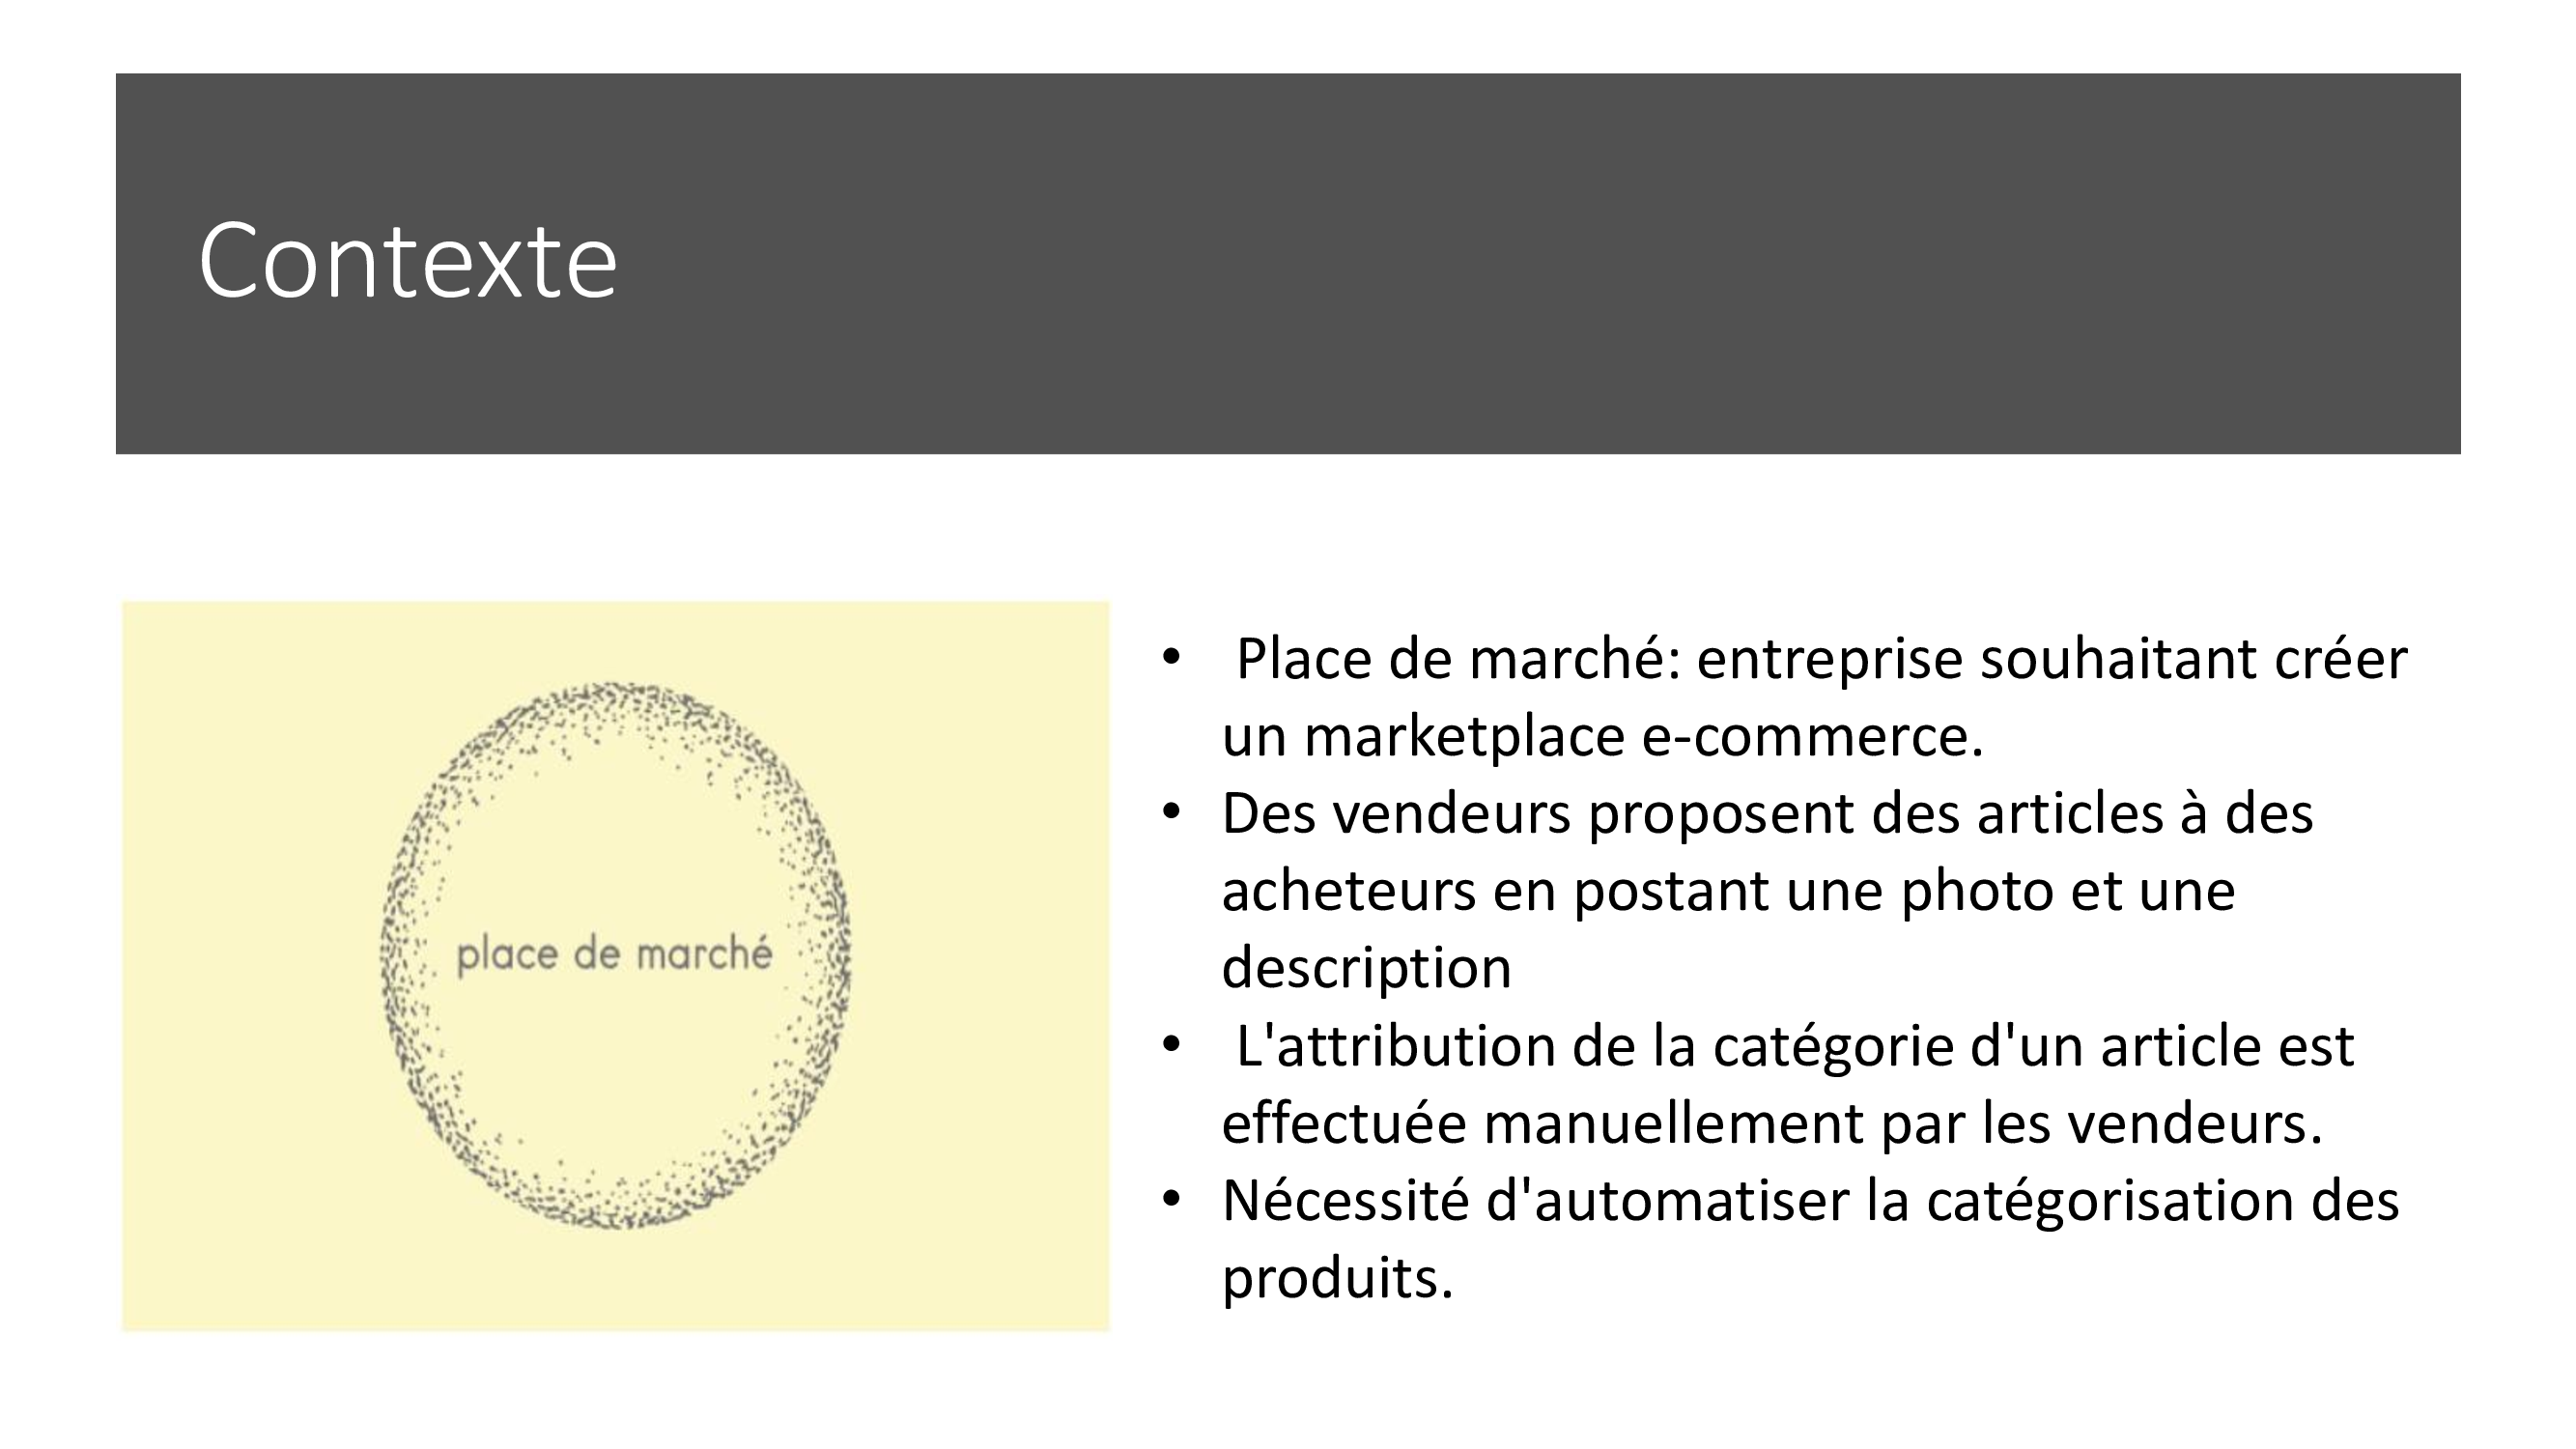 Contexte
place de marché
• Place de marché: entreprise souhaitant créer
un marketplace e-commerce.
• Des vendeurs proposent des articles à des
acheteurs en postant une photo et une
description
• L'attribution de la catégorie d'un article est
effectuée manuellement par les vendeurs.
• Nécessité d'automatiser la catégorisation des
produits.